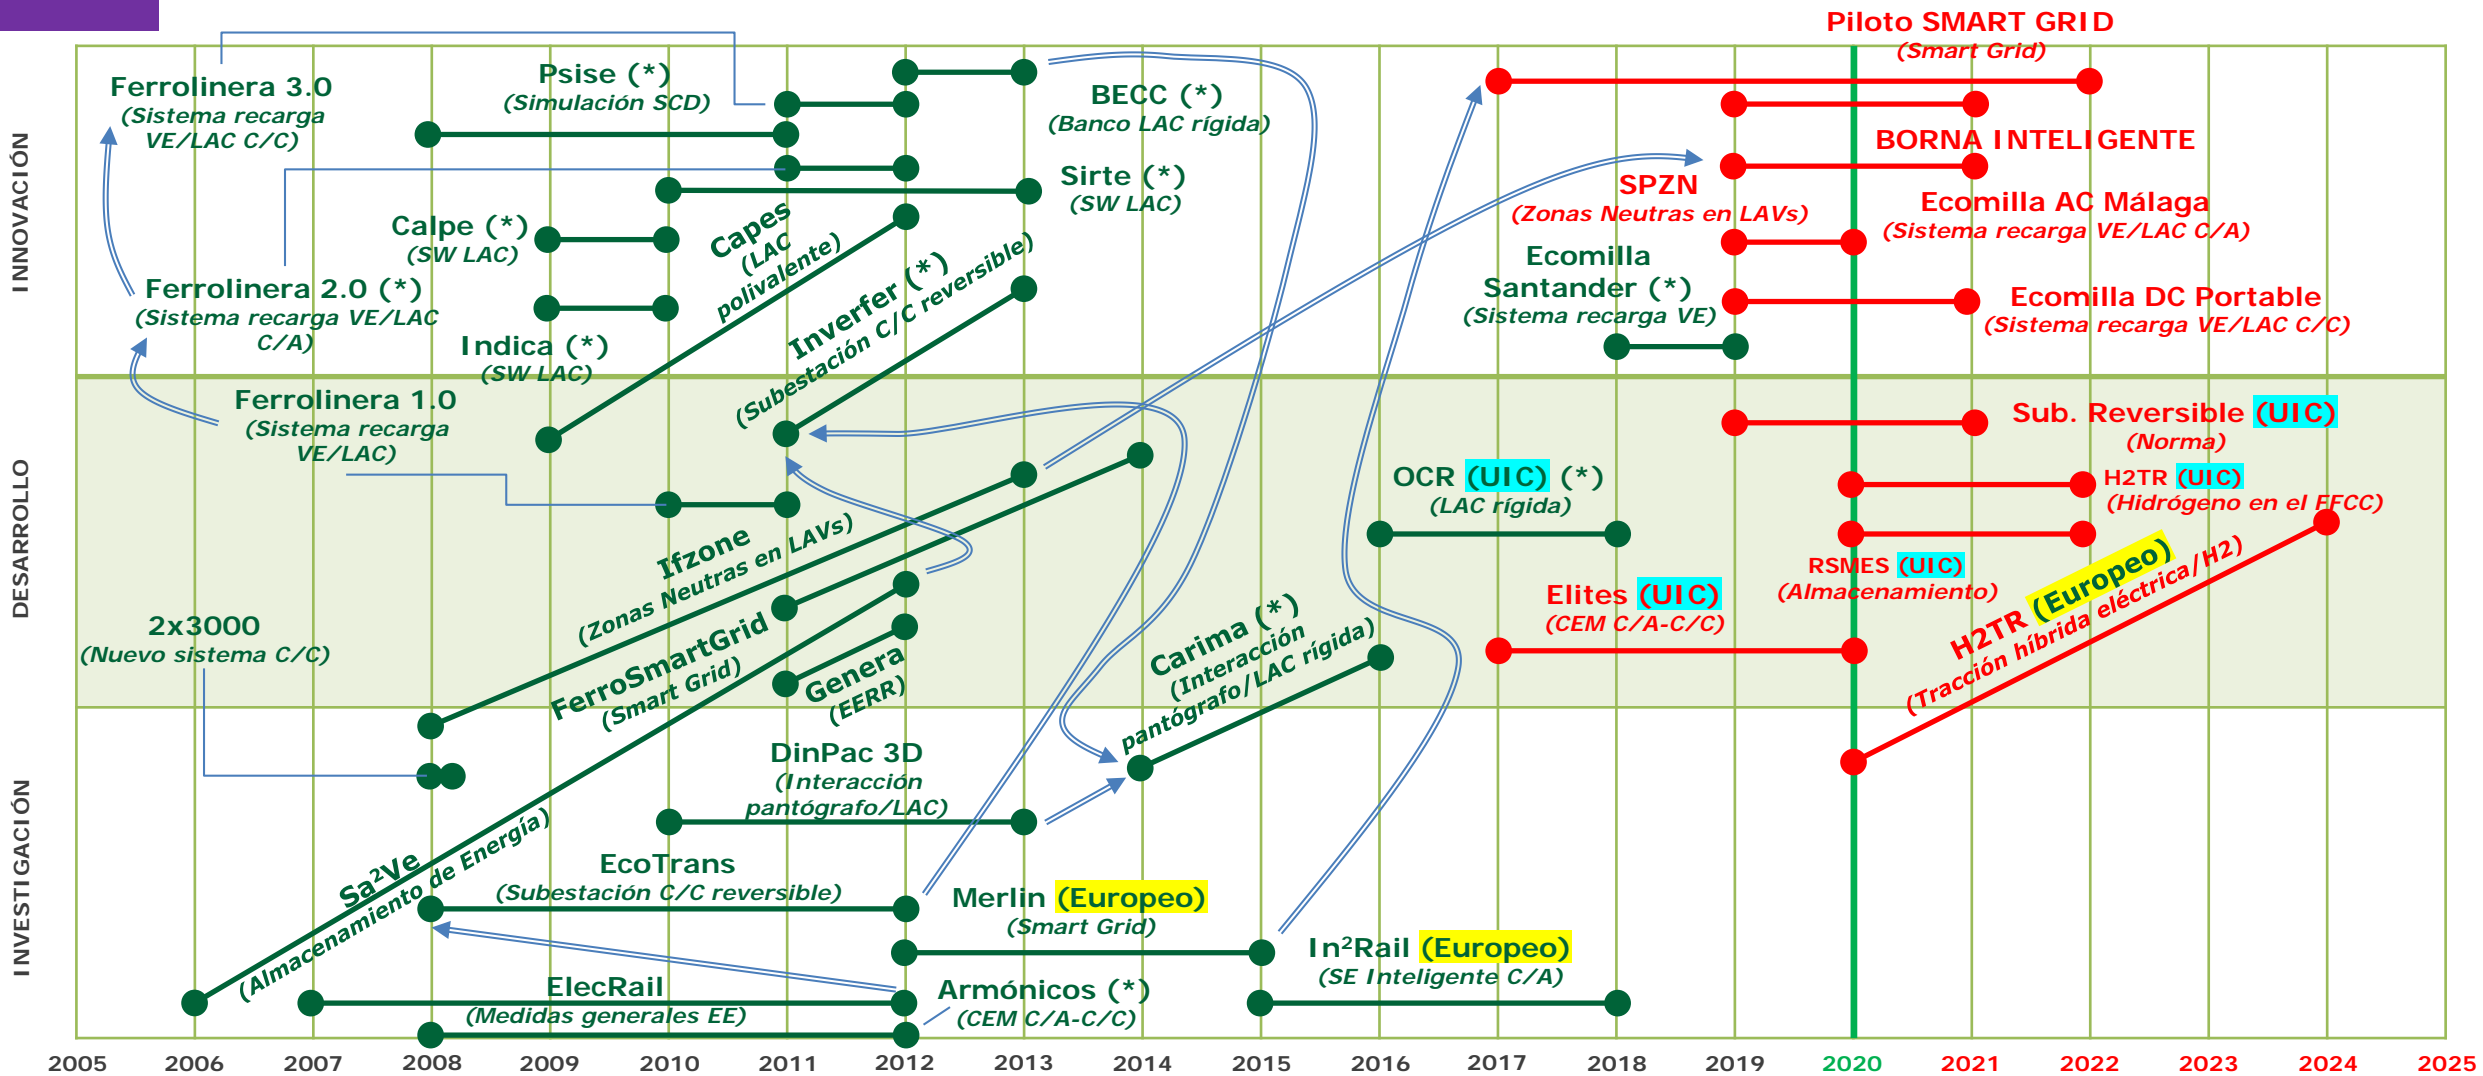 Piloto SMART GRID
(Smart Grid)
INNOVACIÓN
Ferrolinera 3.0
(Sistema recarga
VE/LAC C/C)
Psise (*)
(Simulación SCD)
BECC (*)
(Banco LAC rígida)
BORNA INTELIGENTE
Sirte (*)
(SW LAC)
SPZN
(Zonas Neutras en LAVs)
Ecomilla AC Málaga
(Sistema recarga VE/LAC C/A)
Calpe (*)
(SW LAC)
Capes
(LAC
polivalente)
Inverfer (*)
(Subestación C/C reversible)
Ecomilla
Santander (*)
(Sistema recarga VE)
Ferrolinera 2.0 (*)
(Sistema recarga VE/LAC
C/A)
Ecomilla DC Portable
(Sistema recarga VE/LAC C/C)
Indica (*)
(SW LAC)
DESARROLLO
Ferrolinera 1.0
(Sistema recarga
VE/LAC)
Sub. Reversible (UIC)
(Norma)
OCR (UIC) (*)
(LAC rígida)
H2TR (UIC)
(Hidrógeno en el FFCC)
Ifzone
(Zonas Neutras en LAVs)
RSMES (UIC)
(Almacenamiento)
Elites (UIC)
(CEM C/A-C/C)
H2TR (Europeo)
(Tracción híbrida eléctrica/H2)
2x3000
(Nuevo sistema C/C)
FerroSmartGrid
(Smart Grid)
Genera
(EERR)
Carima (*)
(Interacción
pantógrafo/LAC rígida)
INVESTIGACIÓN
DinPac 3D
(Interacción
pantógrafo/LAC)
Sa²Ve
(Almacenamiento de Energía)
EcoTrans
(Subestación C/C reversible)
Merlin (Europeo)
(Smart Grid)
In²Rail (Europeo)
(SE Inteligente C/A)
ElecRail
(Medidas generales EE)
Armónicos (*)
(CEM C/A-C/C)
2005 2006 2007 2008 2009 2010 2011 2012 2013 2014 2015 2016 2017 2018 2019 2020 2021 2022 2023 2024 2025